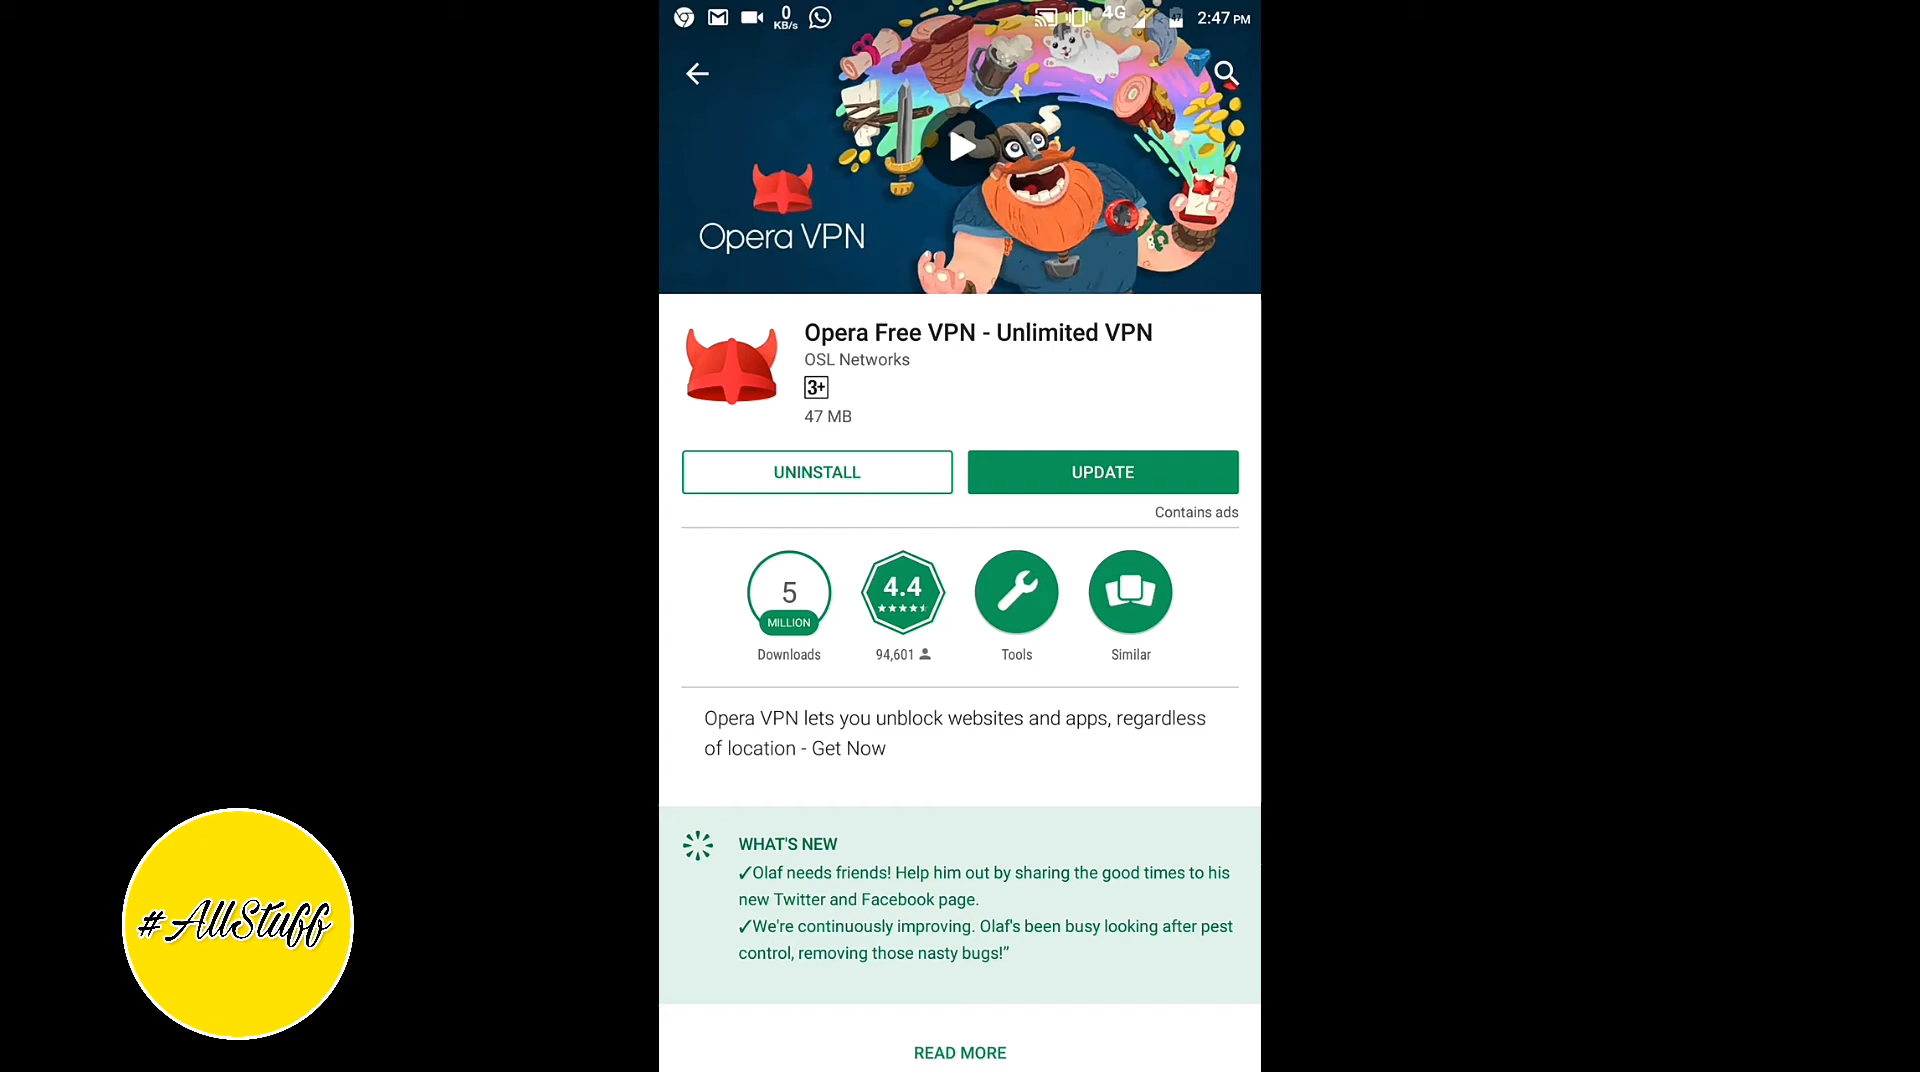 0
KB/s
4G
2:47 PM
Opera VPN
Opera Free VPN - Unlimited VPN
OSL Networks
3+
47 MB
UNINSTALL
UPDATE
Contains ads
5
MILLION
4.4
Downloads
94,601
Tools
Similar
Opera VPN lets you unblock websites and apps, regardless
of location - Get Now
WHAT'S NEW
✓Olaf needs friends! Help him out by sharing the good times to his
new Twitter and Facebook page.
✓We're continuously improving. Olaf's been busy looking after pest
control, removing those nasty bugs!”
READ MORE
#AllStuff